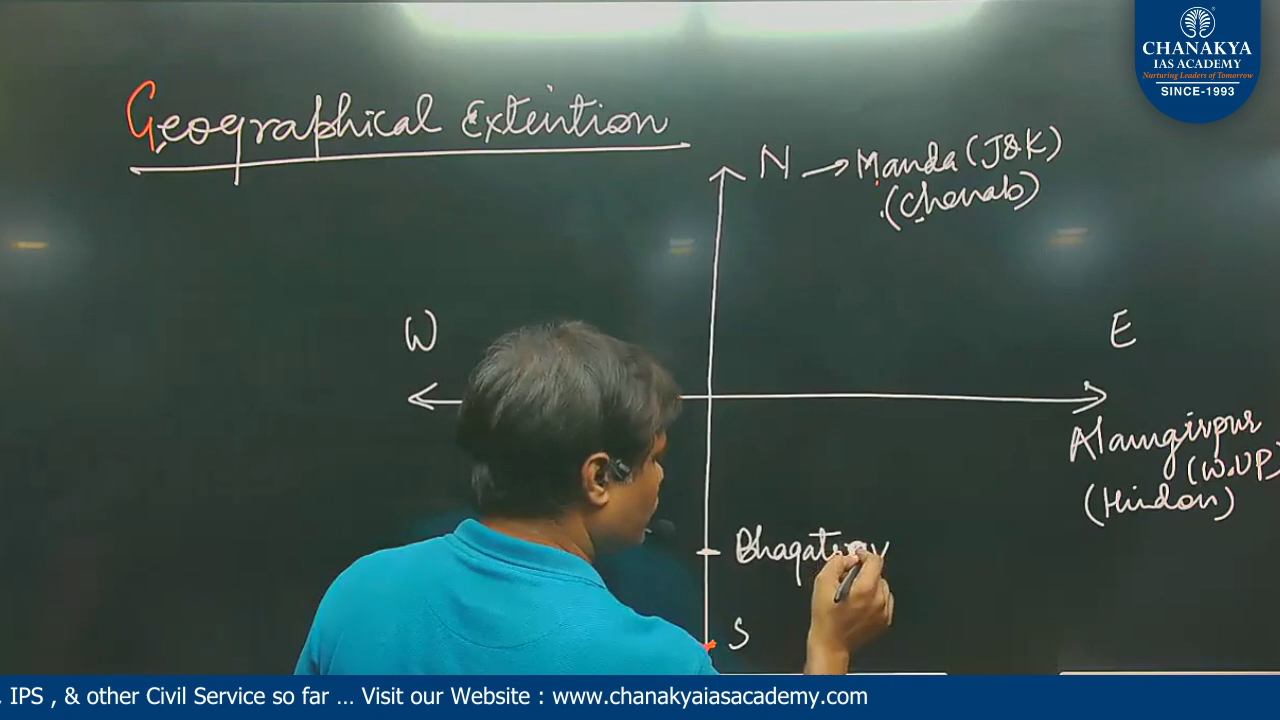 CHANAKYA
IAS ACADEMY
Nurturing Leaders of Tomorrow
SINCE-1993
Geographical Extention
N → Manda (J&K)
(Chenab)
W
E
Alamgirpur
(W.UP)
(Hindon)
S
, IPS , & other Civil Service so far ... Visit our Website : www.chanakyaiasacademy.com